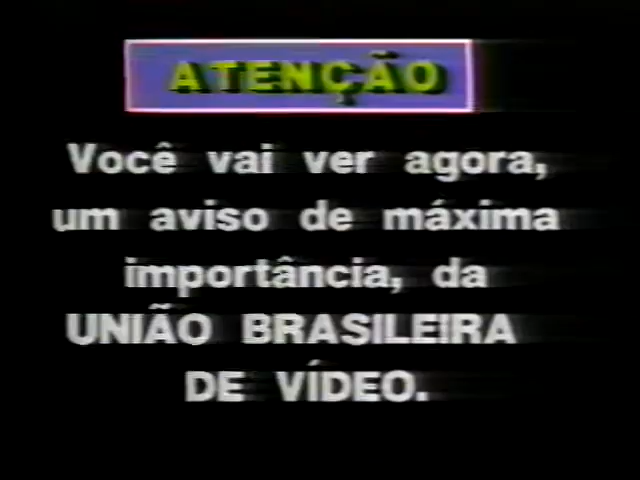 ATENÇÃO
Você vai ver agora,
um aviso de máxima
importância, da
UNIÃO BRASILEIRA
DE VÍDEO.